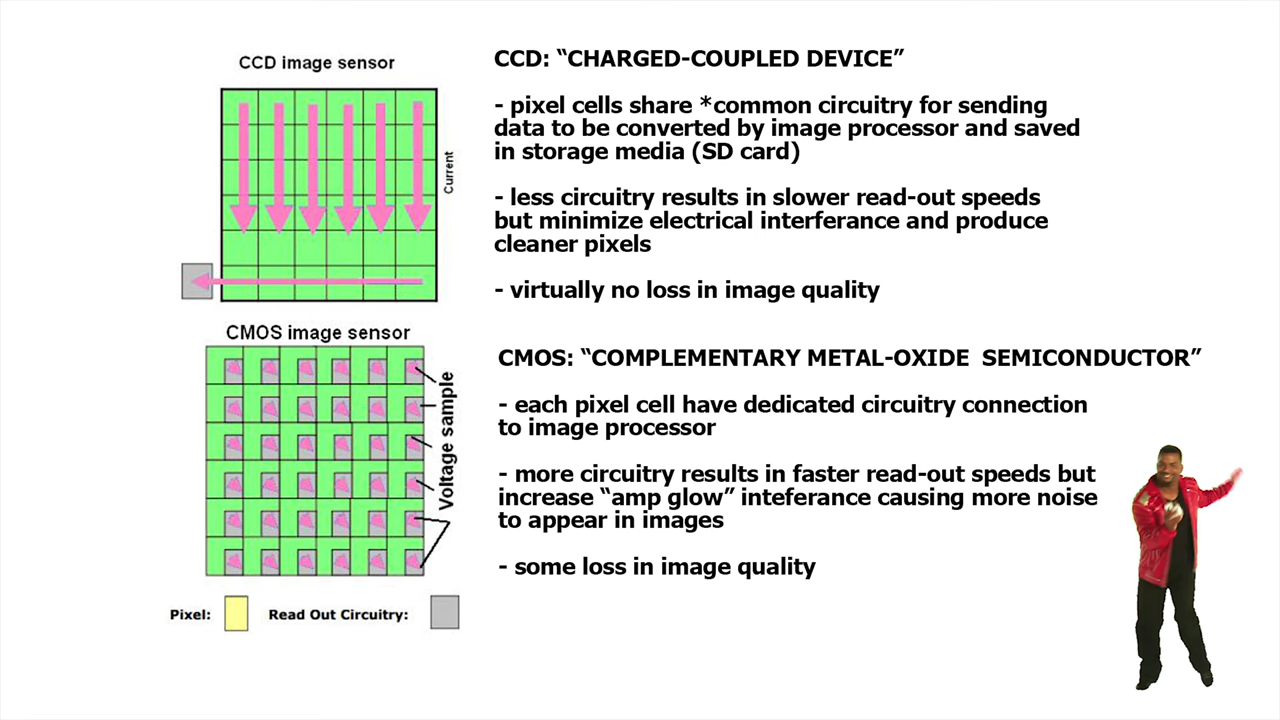 CCD image sensor
Current
CMOS image sensor
Voltage sample
Pixel:
Read Out Circuitry:
CCD: “CHARGED-COUPLED DEVICE”
- pixel cells share *common circuitry for sending
data to be converted by image processor and saved
in storage media (SD card)
- less circuitry results in slower read-out speeds
but minimize electrical interferance and produce
cleaner pixels
- virtually no loss in image quality
CMOS: “COMPLEMENTARY METAL-OXIDE  SEMICONDUCTOR”
- each pixel cell have dedicated circuitry connection
to image processor
- more circuitry results in faster read-out speeds but
increase “amp glow” inteferance causing more noise
to appear in images
- some loss in image quality